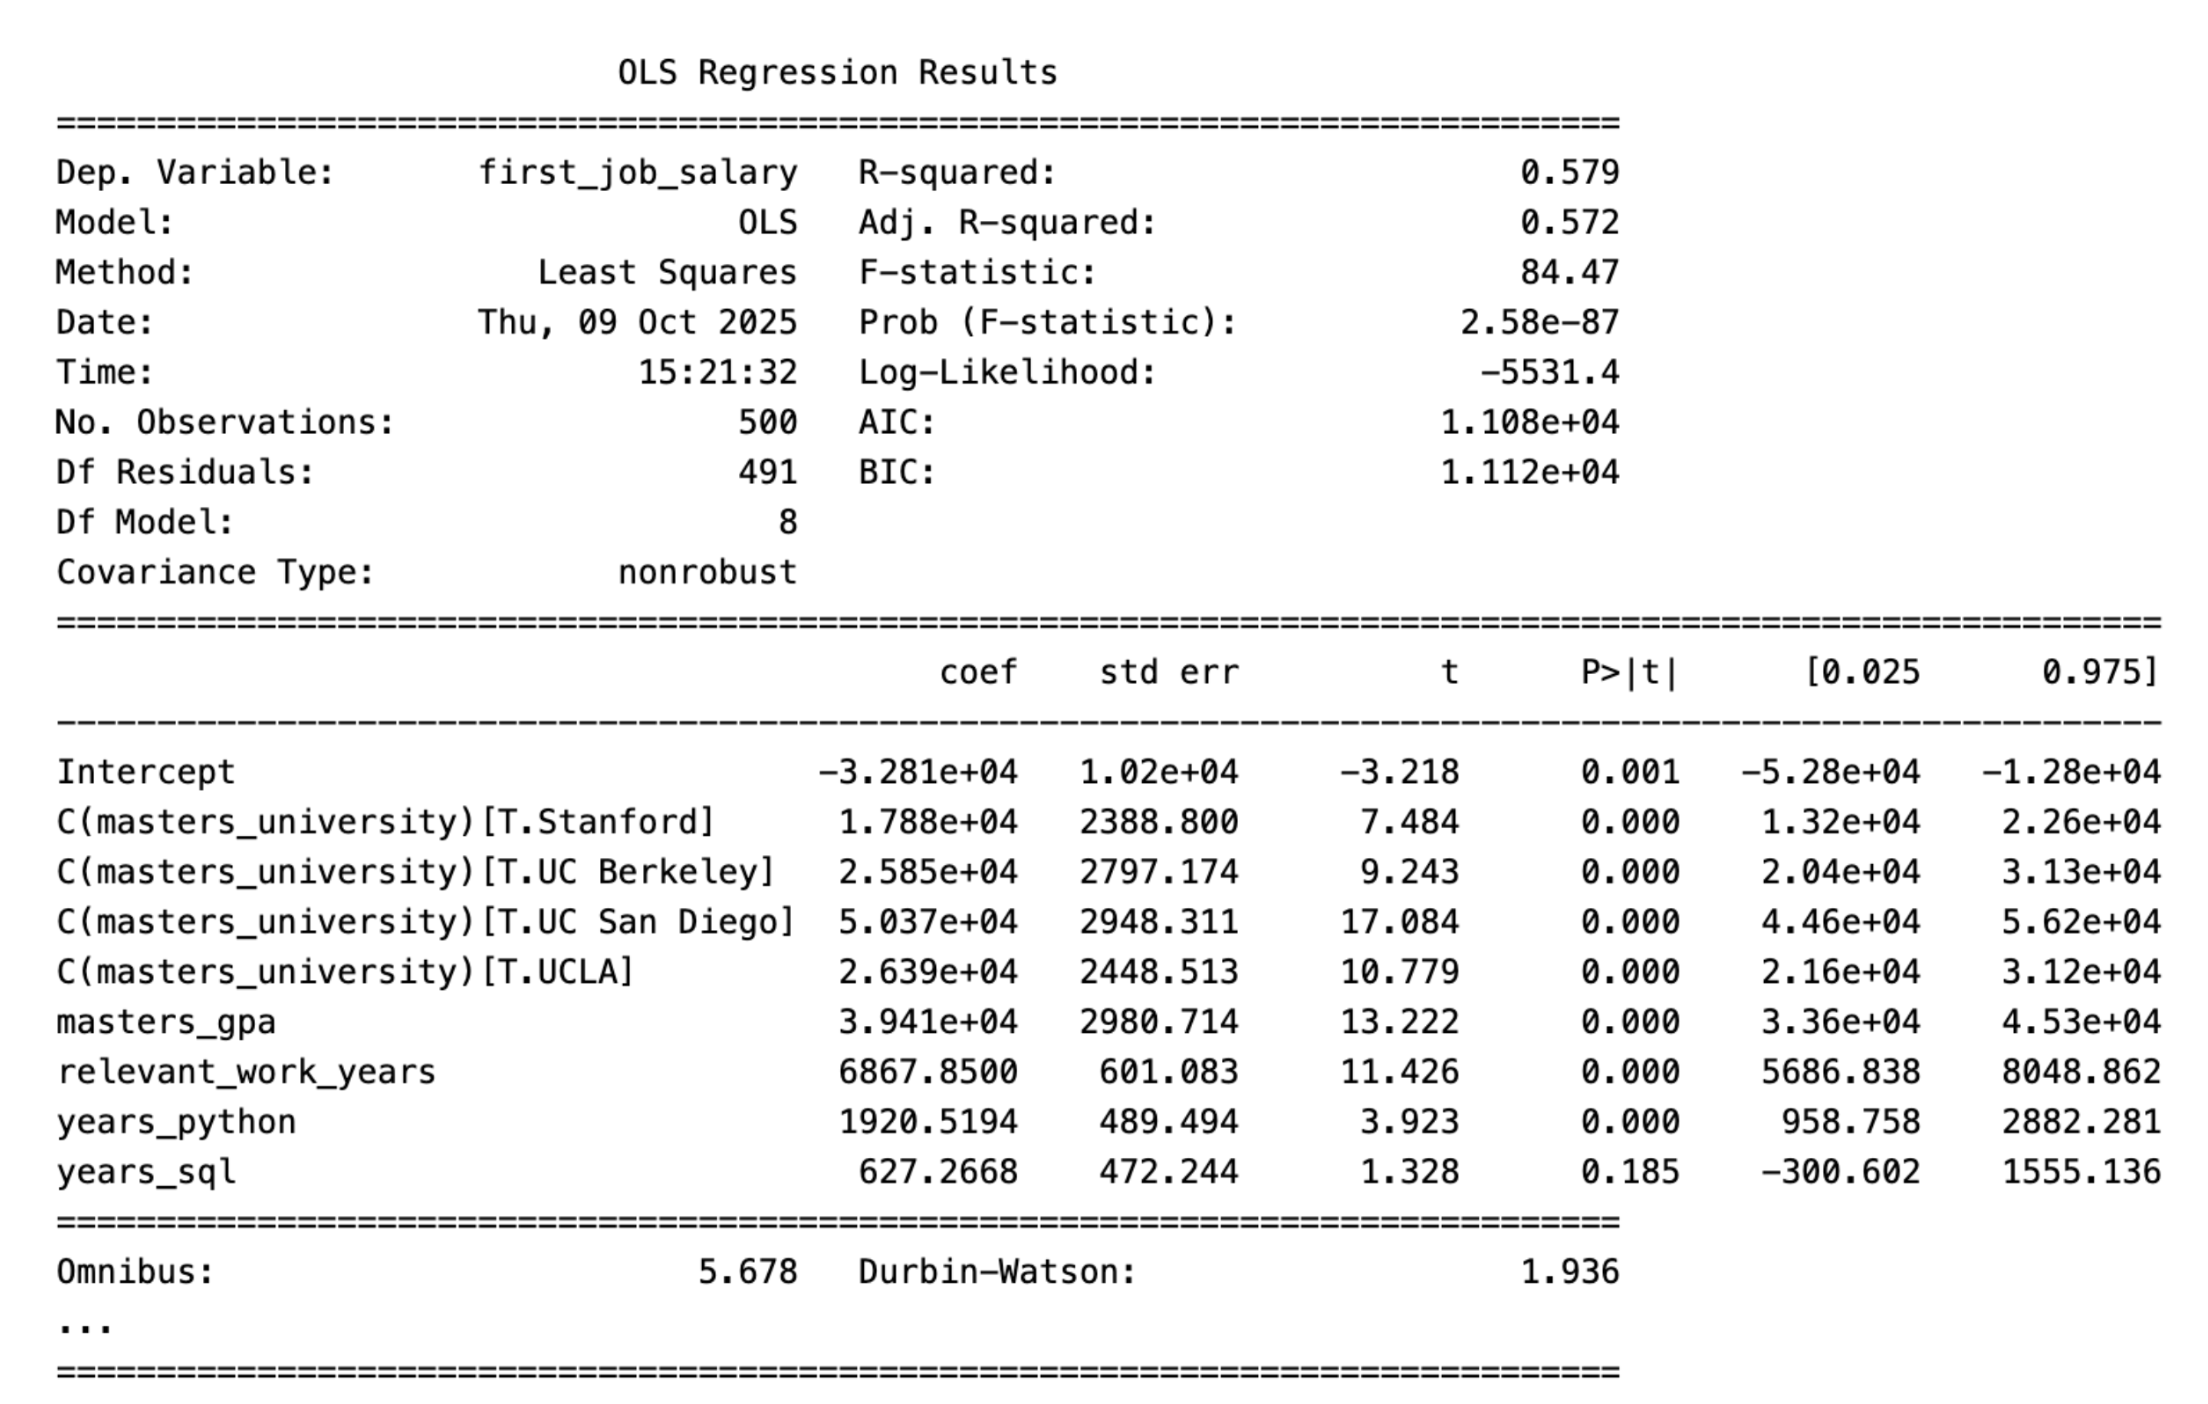 OLS Regression Results
==============================================================================
Dep. Variable:       first_job_salary   R-squared:                       0.579
Model:                            OLS   Adj. R-squared:                  0.572
Method:                 Least Squares   F-statistic:                     84.47
Date:                Thu, 09 Oct 2025   Prob (F-statistic):           2.58e-87
Time:                        15:21:32   Log-Likelihood:                -5531.4
No. Observations:                 500   AIC:                         1.108e+04
Df Residuals:                     491   BIC:                         1.112e+04
Df Model:                           8
Covariance Type:            nonrobust
=========================================================================================================
                                            coef    std err          t      P>|t|      [0.025      0.975]
---------------------------------------------------------------------------------------------------------
Intercept                             -3.281e+04   1.02e+04     -3.218      0.001   -5.28e+04   -1.28e+04
C(masters_university)[T.Stanford]      1.788e+04   2388.800      7.484      0.000    1.32e+04    2.26e+04
C(masters_university)[T.UC Berkeley]   2.585e+04   2797.174      9.243      0.000    2.04e+04    3.13e+04
C(masters_university)[T.UC San Diego]  5.037e+04   2948.311     17.084      0.000    4.46e+04    5.62e+04
C(masters_university)[T.UCLA]          2.639e+04   2448.513     10.779      0.000    2.16e+04    3.12e+04
masters_gpa                            3.941e+04   2980.714     13.222      0.000    3.36e+04    4.53e+04
relevant_work_years                    6867.8500    601.083     11.426      0.000    5686.838    8048.862
years_python                           1920.5194    489.494      3.923      0.000     958.758    2882.281
years_sql                               627.2668    472.244      1.328      0.185    -300.602    1555.136
==============================================================================
Omnibus:                        5.678   Durbin-Watson:                   1.936
...
==============================================================================